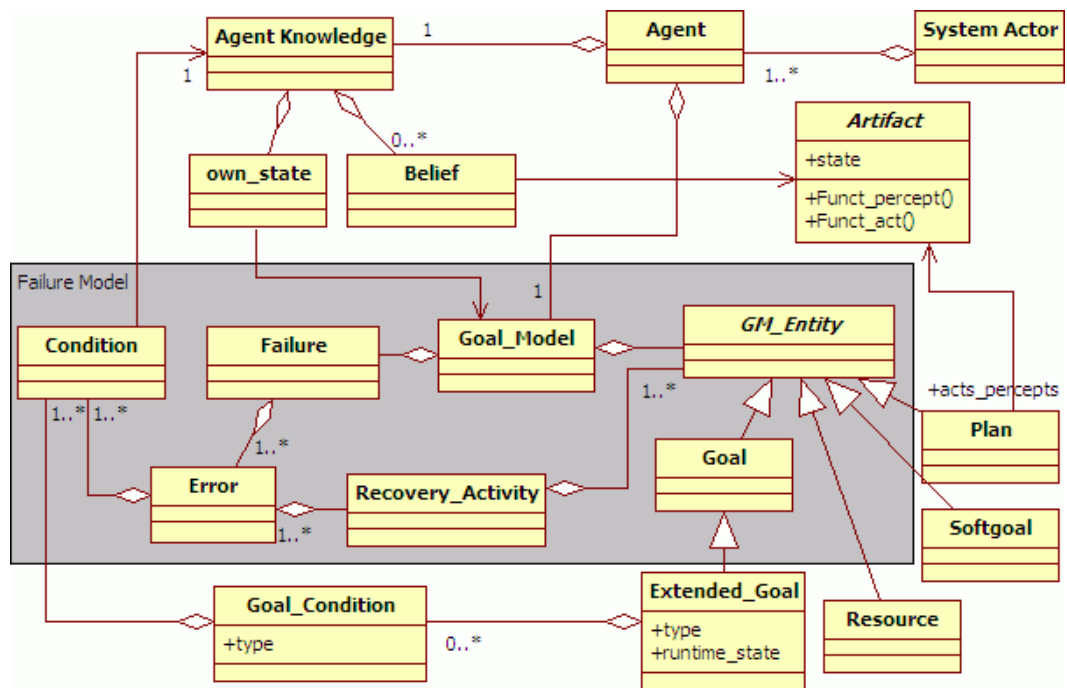 Agent Knowledge
1
Agent
System Actor
1
1..*
Artifact
+state
+Funct_percept()
+Funct_act()
0..*
own_state
Belief
Failure Model
1
Condition
Failure
Goal_Model
GM_Entity
1..*
1..*
1..*
+acts_percepts
Plan
1..*
Goal
Error
Recovery_Activity
1..*
Softgoal
Goal_Condition
+type
0..*
Extended_Goal
+type
+runtime_state
Resource